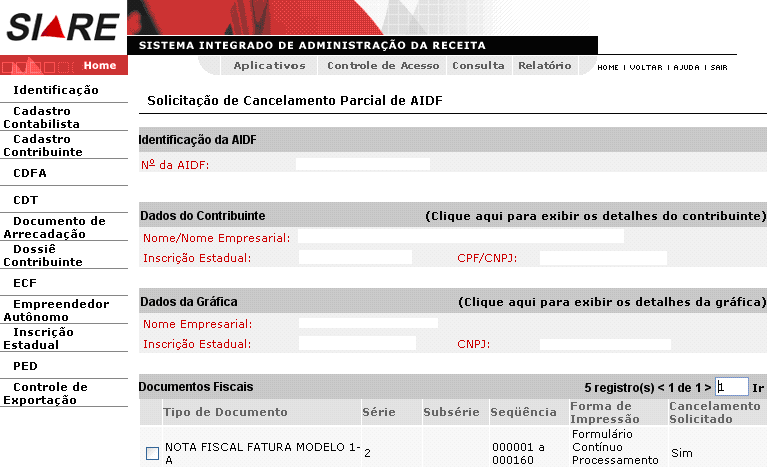 SIARE
SISTEMA INTEGRADO DE ADMINISTRAÇÃO DA RECEITA
Home
Aplicativos Controle de Acesso Consulta Relatório
HOME | VOLTAR | AJUDA | SAIR
Identificação
Cadastro
Contabilista
Cadastro
Contribuinte
CDFA
CDT
Documento de
Arrecadação
Dossiê
Contribuinte
ECF
Empreendedor
Autônomo
Inscrição
Estadual
PED
Controle de
Exportação
Solicitação de Cancelamento Parcial de AIDF
Identificação da AIDF
Nº da AIDF:
Dados do Contribuinte (Clique aqui para exibir os detalhes do contribuinte)
Nome/Nome Empresarial:
Inscrição Estadual: CPF/CNPJ:
Dados da Gráfica (Clique aqui para exibir os detalhes da gráfica)
Nome Empresarial:
Inscrição Estadual: CNPJ:
Documentos Fiscais 5 registro(s) < 1 de 1 > 1 Ir
Tipo de Documento Série Subsérie Seqüência Forma de Impressão Cancelamento Solicitado
NOTA FISCAL FATURA MODELO 1-A 2 000001 a 000160 Formulário Contínuo Processamento Sim